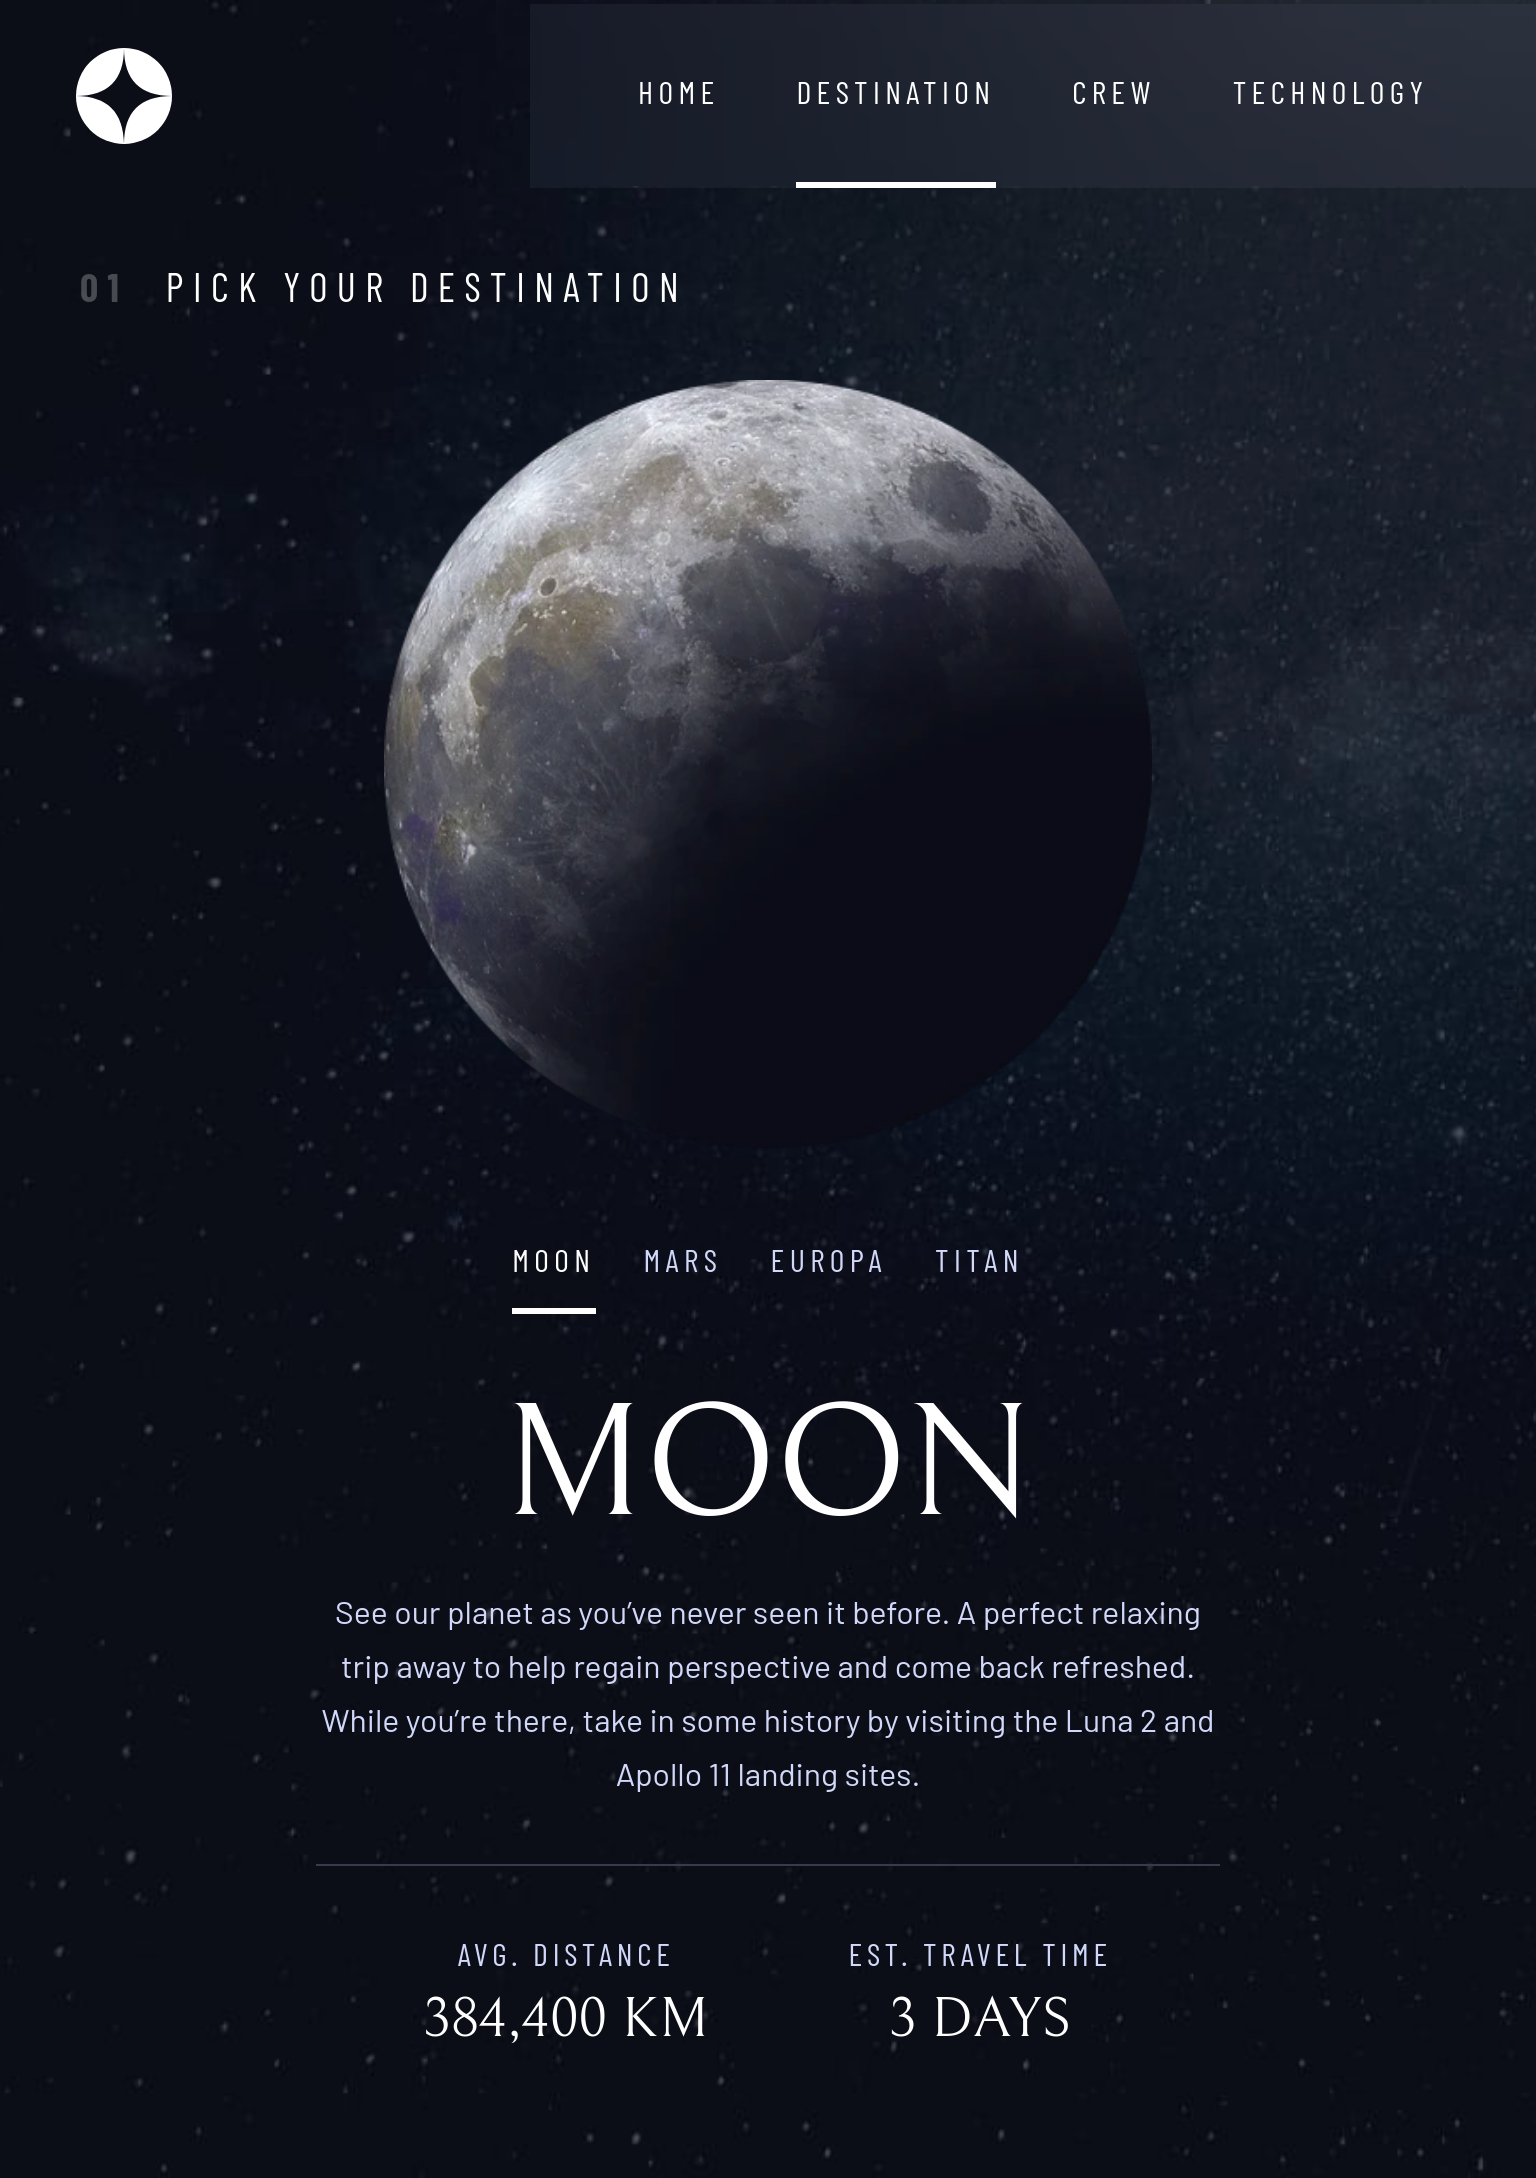 HOME DESTINATION CREW TECHNOLOGY
01 PICK YOUR DESTINATION
MOON MARS EUROPA TITAN
MOON
See our planet as you’ve never seen it before. A perfect relaxing
trip away to help regain perspective and come back refreshed.
While you’re there, take in some history by visiting the Luna 2 and
Apollo 11 landing sites.
AVG. DISTANCE
384,400 KM
EST. TRAVEL TIME
3 DAYS